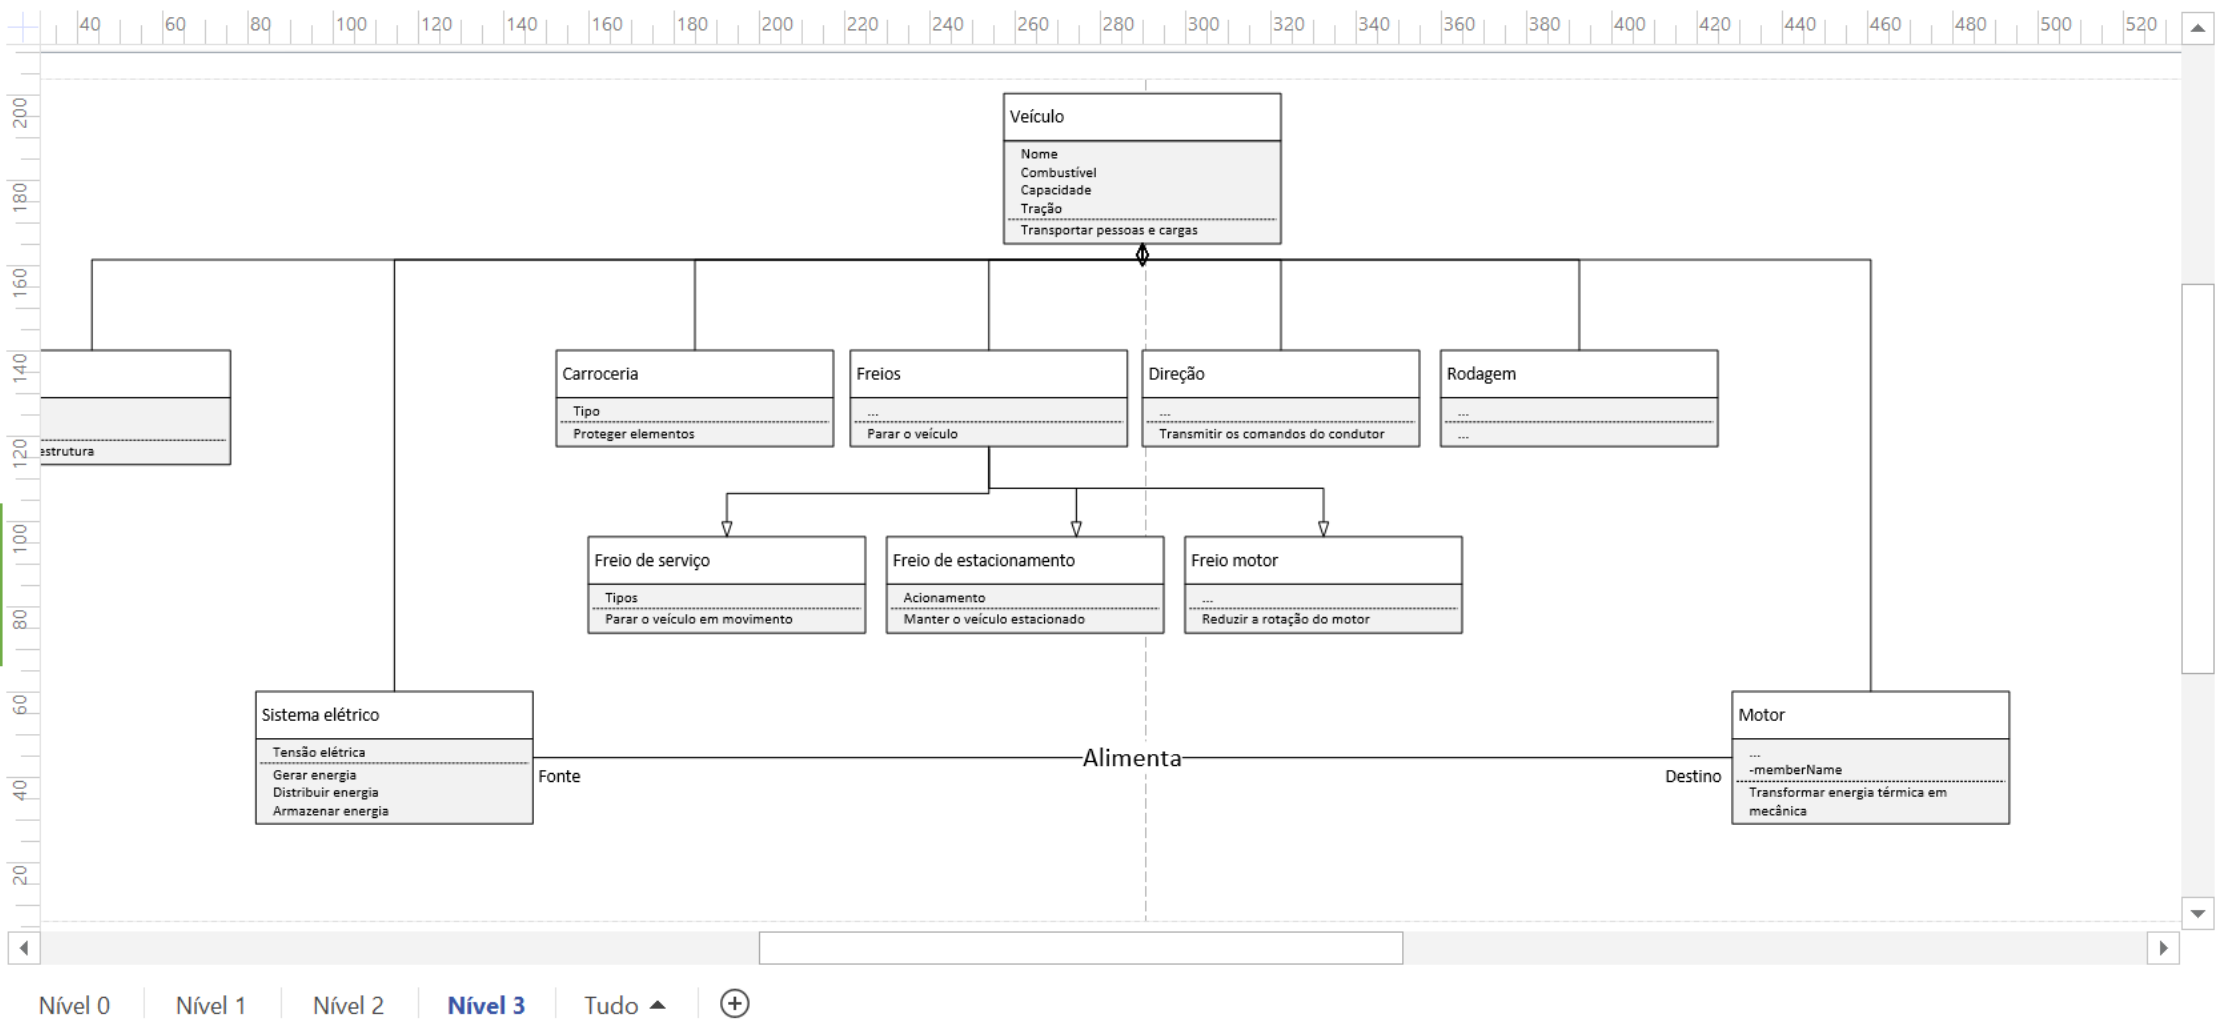 40 60 80 100 120 140 160 180 200 220 240 260 280 300 320 340 360 380 400 420 440 460 480 500 520
200
180
160
140
120
100
80
60
40
20
Veículo
Nome
Combustível
Capacidade
Tração
Transportar pessoas e cargas
estrutura
Carroceria
Tipo
Proteger elementos
Freios
...
Parar o veículo
Direção
...
Transmitir os comandos do condutor
Rodagem
...
...
Freio de serviço
Tipos
Parar o veículo em movimento
Freio de estacionamento
Acionamento
Manter o veículo estacionado
Freio motor
...
Reduzir a rotação do motor
Sistema elétrico
Tensão elétrica
Gerar energia
Distribuir energia
Armazenar energia
Fonte
Alimenta
Destino
Motor
...
-memberName
Transformar energia térmica em
mecânica
Nível 0 Nível 1 Nível 2 Nível 3 Tudo